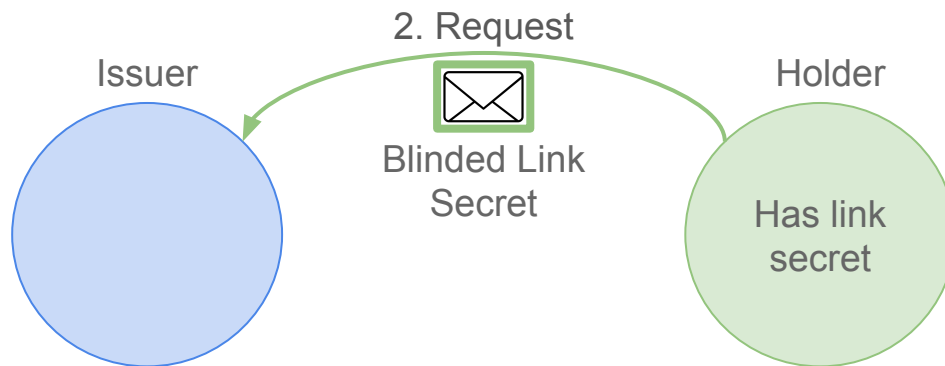 2. Request
Issuer
Holder
Blinded Link
Secret
Has link
secret